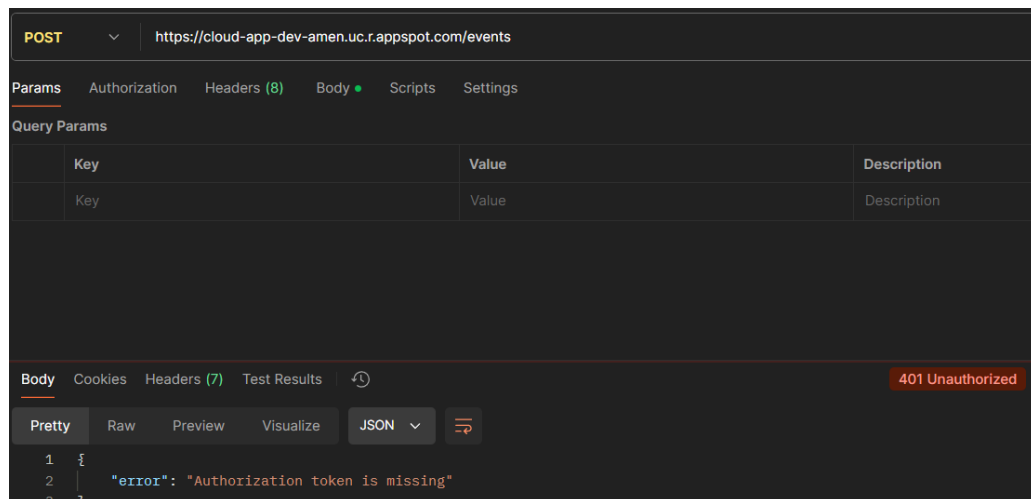 POST https://cloud-app-dev-amen.uc.r.appspot.com/events
Params Authorization Headers (8) Body Scripts Settings
Query Params
Key Value Description
Key Value Description
Body Cookies Headers (7) Test Results 401 Unauthorized
Pretty Raw Preview Visualize JSON
1 {
2 "error": "Authorization token is missing"
3 }